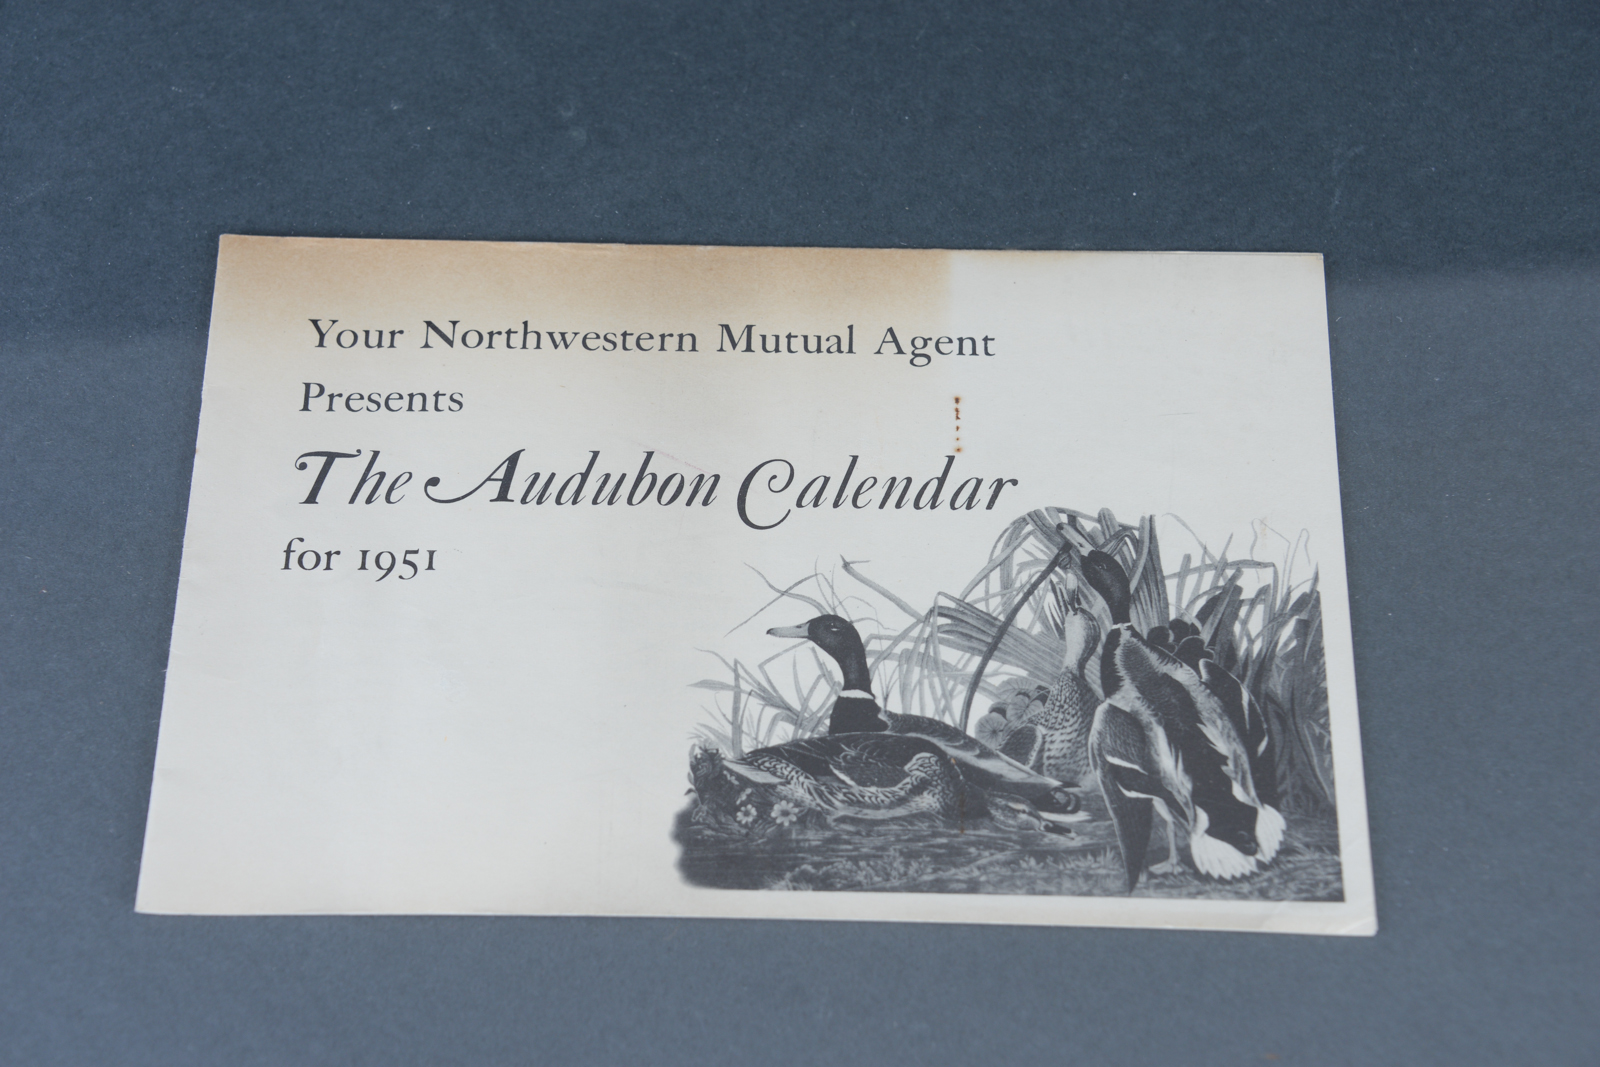 Your Northwestern Mutual Agent
Presents
The Audubon Calendar
for 1951